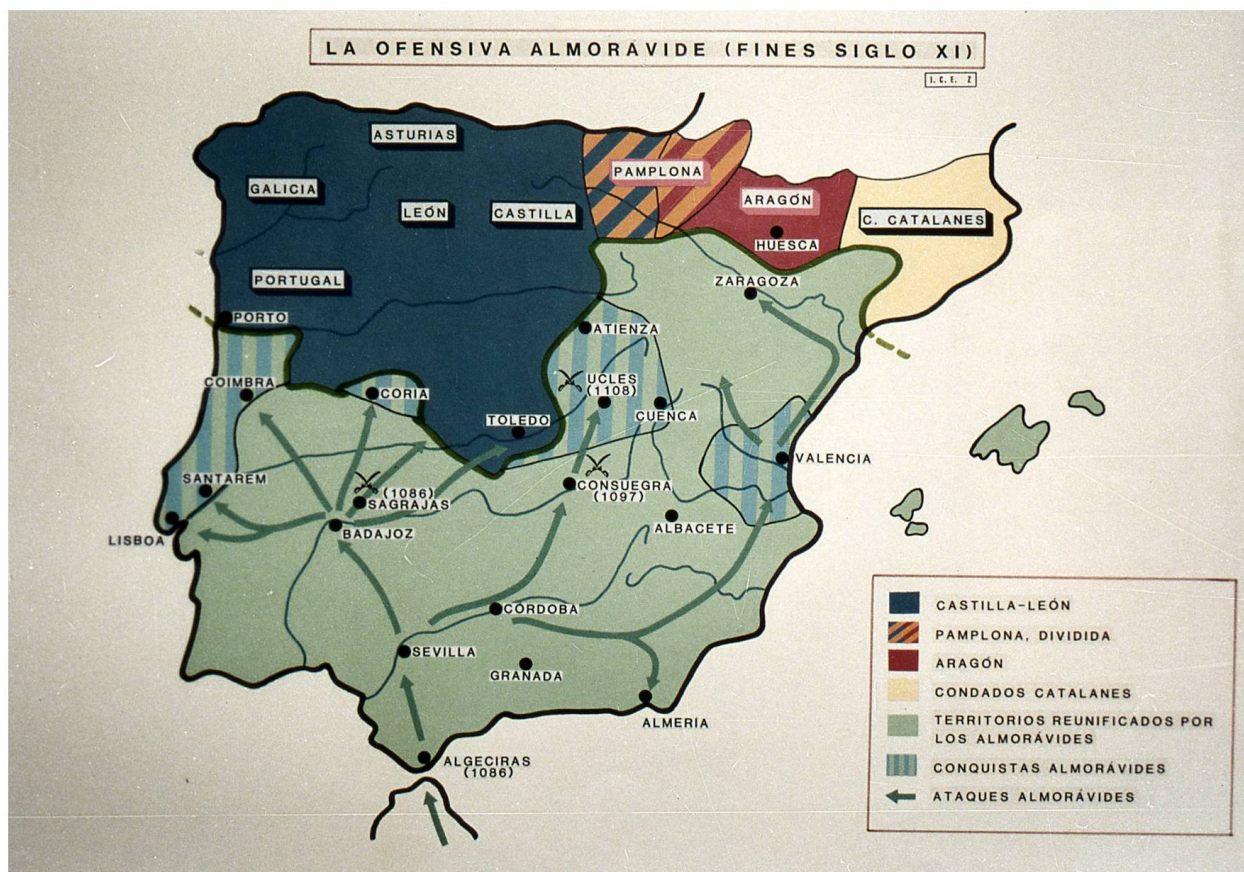 LA OFENSIVA ALMORÁVIDE (FINES SIGLO XI)
I.C.E. Z
ASTURIAS
PAMPLONA
GALICIA
LEÓN
CASTILLA
ARAGÓN
C. CATALANES
HUESCA
PORTUGAL
ZARAGOZA
PORTO
ATIENZA
COIMBRA
CORIA
UCLES
(1108)
CUENCA
TOLEDO
VALENCIA
SANTAREM
(1086)
SAGRAJAS
CONSUEGRA
(1097)
ALBACETE
LISBOA
BADAJOZ
CÓRDOBA
SEVILLA
GRANADA
ALMERÍA
ALGECIRAS
(1086)
CASTILLA-LEÓN
PAMPLONA, DIVIDIDA
ARAGÓN
CONDADOS CATALANES
TERRITORIOS REUNIFICADOS POR
LOS ALMORÁVIDES
CONQUISTAS ALMORÁVIDES
ATAQUES ALMORÁVIDES